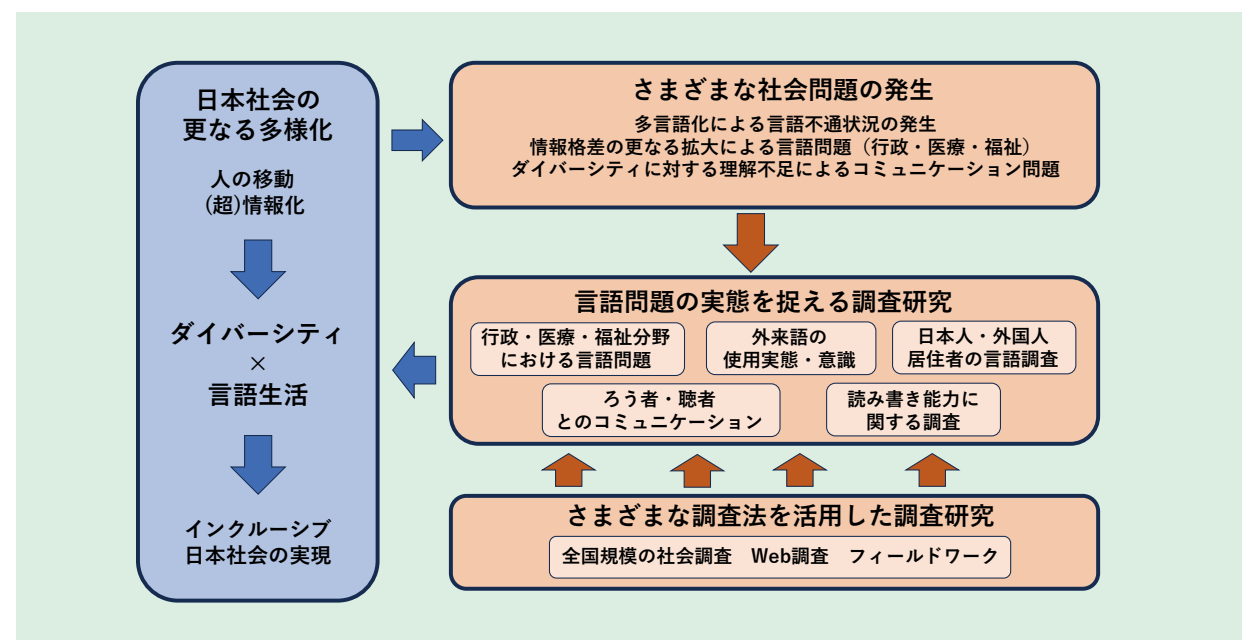 日本社会の
更なる多様化
人の移動
(超)情報化
ダイバーシティ
×
言語生活
インクルーシブ
日本社会の実現
さまざまな社会問題の発生
多言語化による言語不通状況の発生
情報格差の更なる拡大による言語問題（行政・医療・福祉）
ダイバーシティに対する理解不足によるコミュニケーション問題
言語問題の実態を捉える調査研究
行政・医療・福祉分野
における言語問題
外来語の
使用実態・意識
日本人・外国人
居住者の言語調査
ろう者・聴者
とのコミュニケーション
読み書き能力に
関する調査
さまざまな調査法を活用した調査研究
全国規模の社会調査　Web調査　フィールドワーク